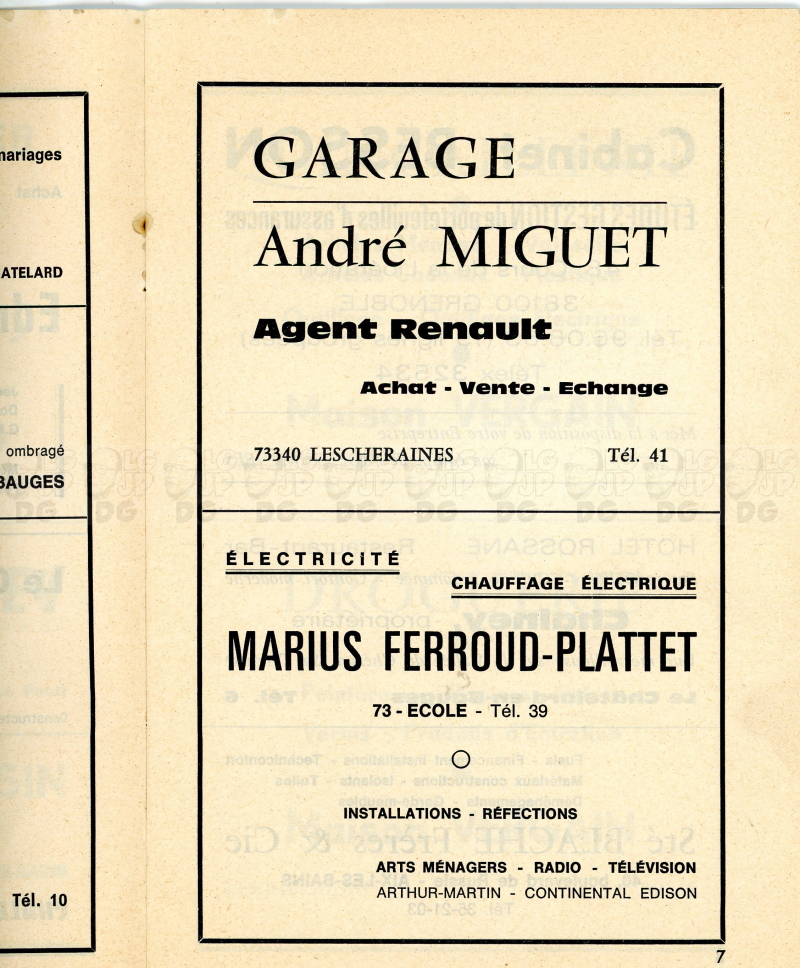 mariages
ATELARD
ombragé
BAUGES
Tél. 10
GARAGE
André MIGUET
Agent Renault
Achat - Vente - Echange
73340 LESCHERAINES Tél. 41
ÉLECTRICITÉ
CHAUFFAGE ÉLECTRIQUE
MARIUS FERROUD-PLATTET
73 - ECOLE - Tél. 39
INSTALLATIONS - RÉFECTIONS
ARTS MÉNAGERS - RADIO - TÉLÉVISION
ARTHUR-MARTIN - CONTINENTAL EDISON
7